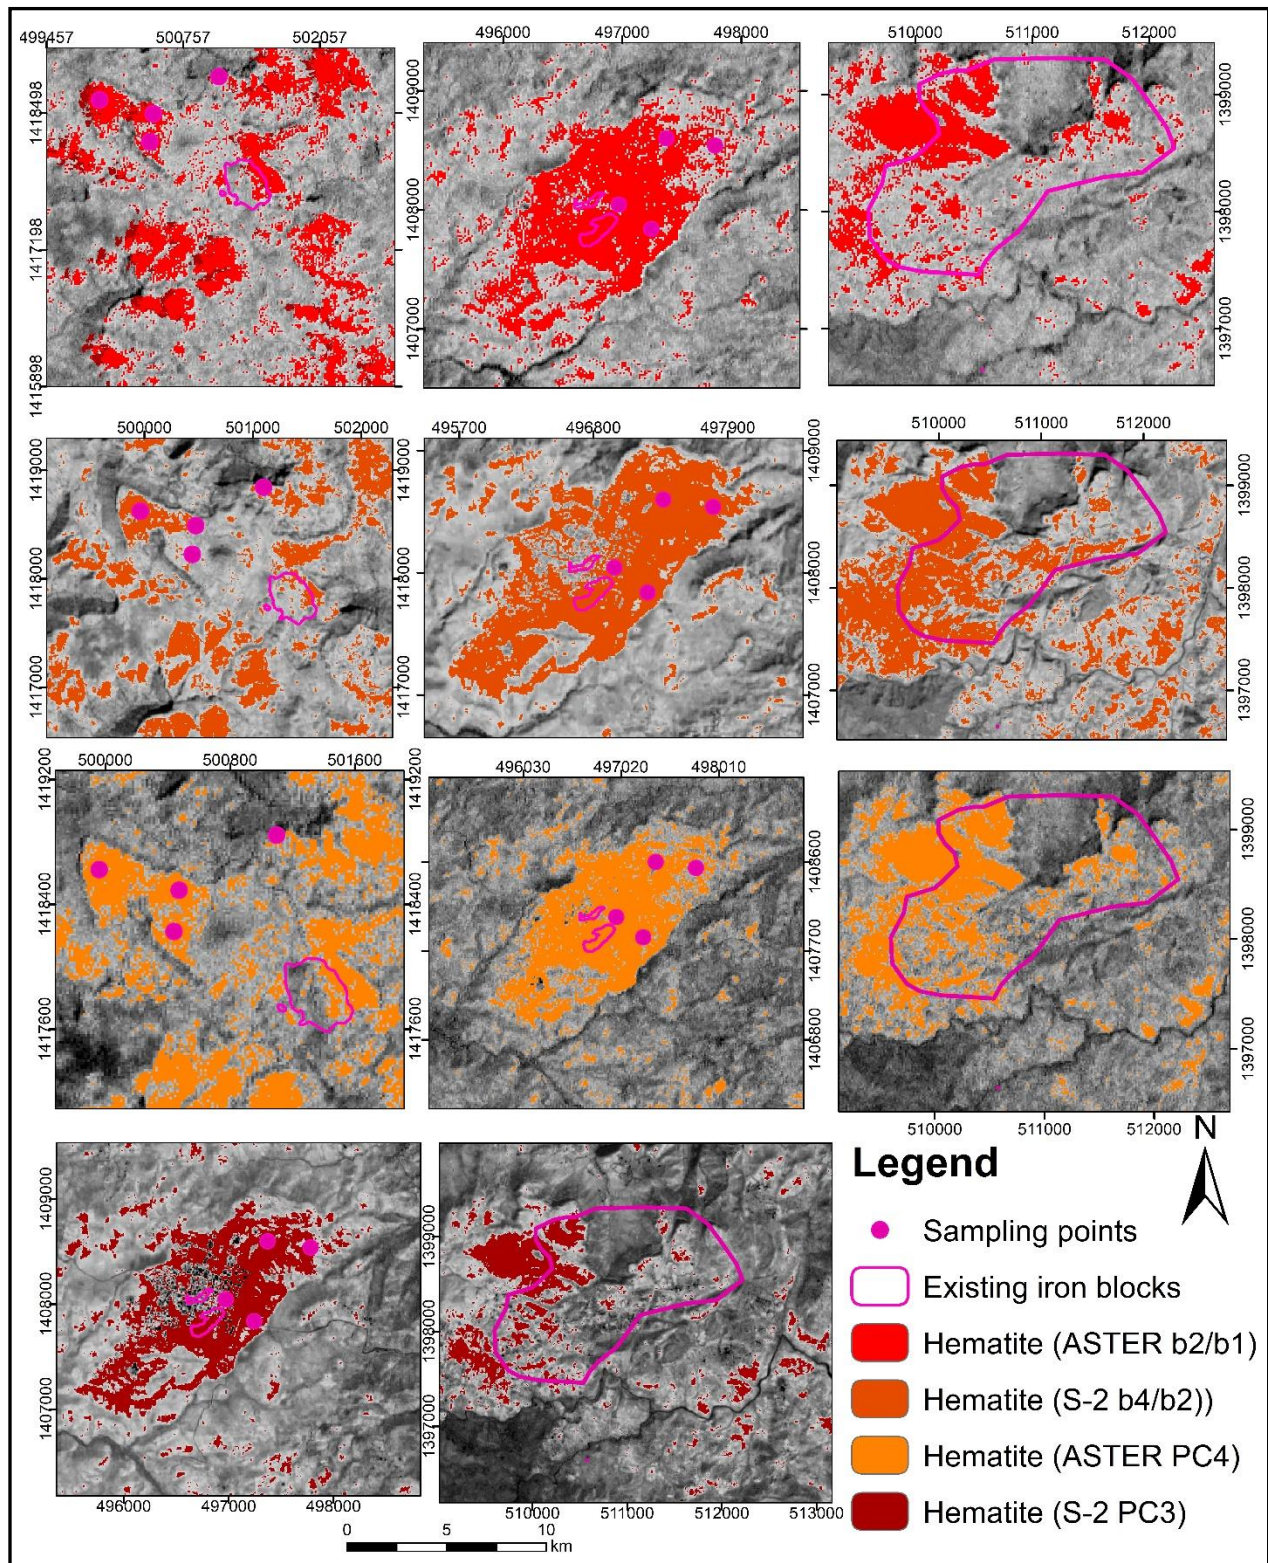 499457 500757 502057
496000 497000 498000
510000 511000 512000
1418498
1417198
1415898
1409000
1408000
1407000
1399000
1398000
1397000
500000 501000 502000
495700 496800 497900
510000 511000 512000
1419000
1418000
1417000
1409000
1408000
1407000
1399000
1398000
1397000
500000 500800 501600
496030 497020 498010
1419200
1418400
1417600
1408600
1407700
1406800
1399000
1398000
1397000
510000 511000 512000
N
1409000
1408000
1407000
1399000
1398000
1397000
496000 497000 498000
510000 511000 512000 513000
0 5 10
km
Legend
Sampling points
Existing iron blocks
Hematite (ASTER b2/b1)
Hematite (S-2 b4/b2))
Hematite (ASTER PC4)
Hematite (S-2 PC3)